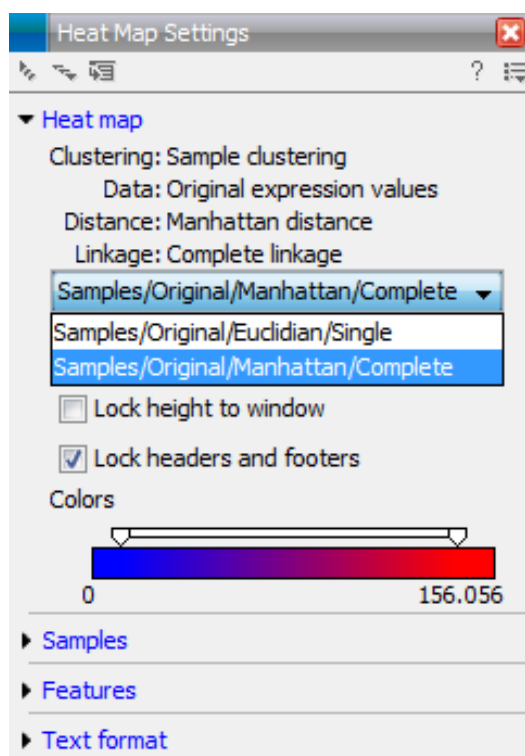 Heat Map Settings
?
Heat map
Clustering: Sample clustering
Data: Original expression values
Distance: Manhattan distance
Linkage: Complete linkage
Samples/Original/Manhattan/Complete
Samples/Original/Euclidian/Single
Samples/Original/Manhattan/Complete
Lock height to window
Lock headers and footers
Colors
0 156.056
Samples
Features
Text format